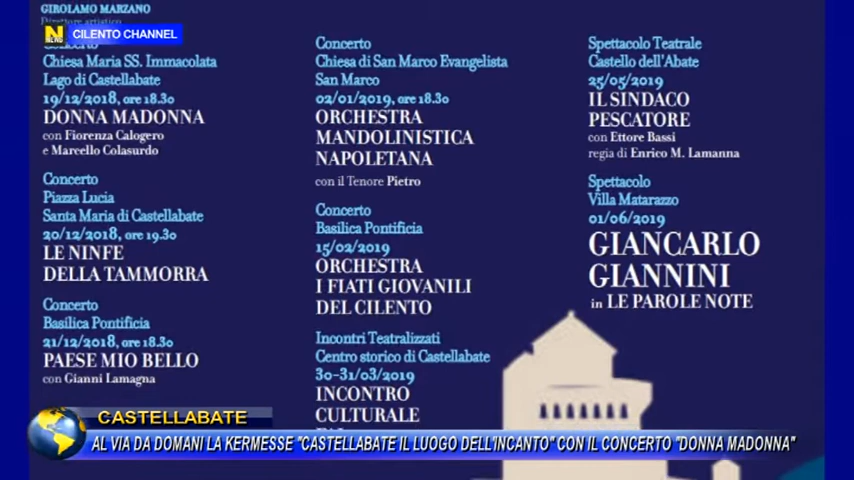 GIROLAMO MARZANO
Direttore artistico
N
NEWS
CILENTO CHANNEL
Concerto
Chiesa Maria SS. Immacolata
Lago di Castellabate
19/12/2018, ore 18.30
DONNA MADONNA
con Fiorenza Calogero
e Marcello Colasurdo
Concerto
Piazza Lucia
Santa Maria di Castellabate
20/12/2018, ore 19.30
LE NINFE
DELLA TAMMORRA
Concerto
Basilica Pontificia
21/12/2018, ore 18.30
PAESE MIO BELLO
con Gianni Lamagna
Concerto
Chiesa di San Marco Evangelista
San Marco
02/01/2019, ore 18.30
ORCHESTRA
MANDOLINISTICA
NAPOLETANA
con il Tenore Pietro
Concerto
Basilica Pontificia
15/02/2019
ORCHESTRA
I FIATI GIOVANILI
DEL CILENTO
Incontri Teatralizzati
Centro storico di Castellabate
30-31/03/2019
INCONTRO
CULTURALE
Spettacolo Teatrale
Castello dell'Abate
25/05/2019
IL SINDACO
PESCATORE
con Ettore Bassi
regia di Enrico M. Lamanna
Spettacolo
Villa Matarazzo
01/06/2019
GIANCARLO
GIANNINI
in LE PAROLE NOTE
CASTELLABATE
AL VIA DA DOMANI LA KERMESSE "CASTELLABATE IL LUOGO DELL'INCANTO" CON IL CONCERTO "DONNA MADONNA"